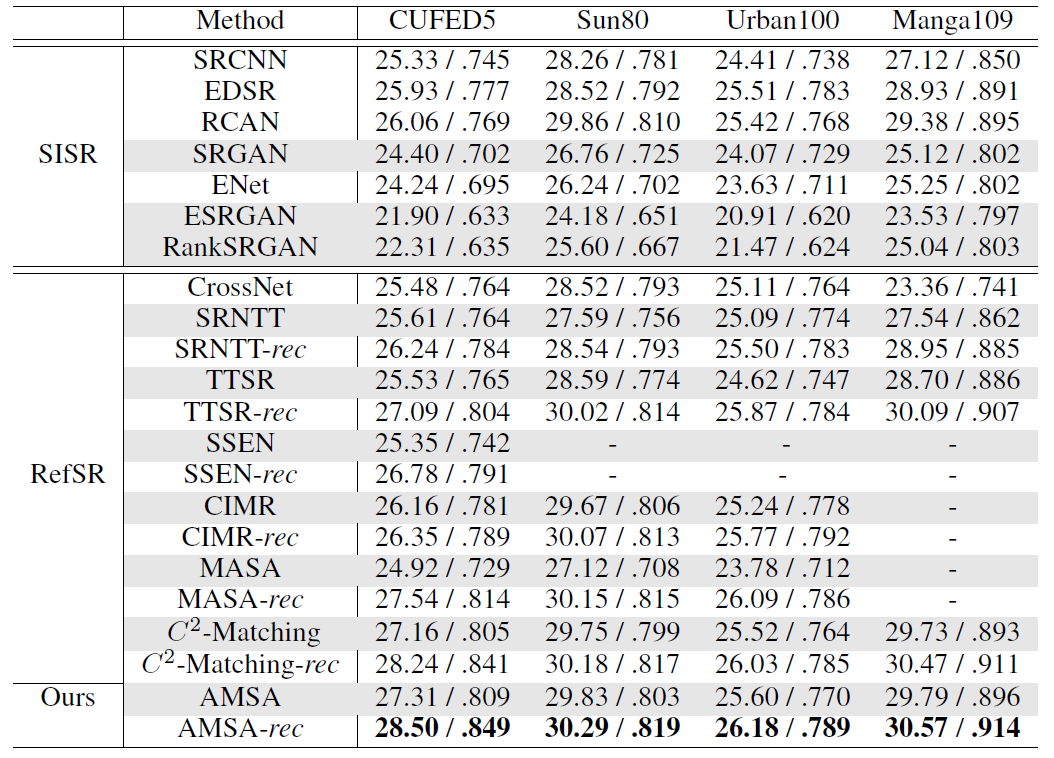 Method CUFED5 Sun80 Urban100 Manga109
SRCNN 25.33 / .745 28.26 / .781 24.41 / .738 27.12 / .850
EDSR 25.93 / .777 28.52 / .792 25.51 / .783 28.93 / .891
RCAN 26.06 / .769 29.86 / .810 25.42 / .768 29.38 / .895
SISR SRGAN 24.40 / .702 26.76 / .725 24.07 / .729 25.12 / .802
ENet 24.24 / .695 26.24 / .702 23.63 / .711 25.25 / .802
ESRGAN 21.90 / .633 24.18 / .651 20.91 / .620 23.53 / .797
RankSRGAN 22.31 / .635 25.60 / .667 21.47 / .624 25.04 / .803
CrossNet 25.48 / .764 28.52 / .793 25.11 / .764 23.36 / .741
SRNTT 25.61 / .764 27.59 / .756 25.09 / .774 27.54 / .862
SRNTT-rec 26.24 / .784 28.54 / .793 25.50 / .783 28.95 / .885
TTSR 25.53 / .765 28.59 / .774 24.62 / .747 28.70 / .886
TTSR-rec 27.09 / .804 30.02 / .814 25.87 / .784 30.09 / .907
SSEN 25.35 / .742 - - -
RefSR SSEN-rec 26.78 / .791 - - -
CIMR 26.16 / .781 29.67 / .806 25.24 / .778 -
CIMR-rec 26.35 / .789 30.07 / .813 25.77 / .792 -
MASA 24.92 / .729 27.12 / .708 23.78 / .712 -
MASA-rec 27.54 / .814 30.15 / .815 26.09 / .786 -
C²-Matching 27.16 / .805 29.75 / .799 25.52 / .764 29.73 / .893
C²-Matching-rec 28.24 / .841 30.18 / .817 26.03 / .785 30.47 / .911
Ours AMSA 27.31 / .809 29.83 / .803 25.60 / .770 29.79 / .896
AMSA-rec 28.50 / .849 30.29 / .819 26.18 / .789 30.57 / .914